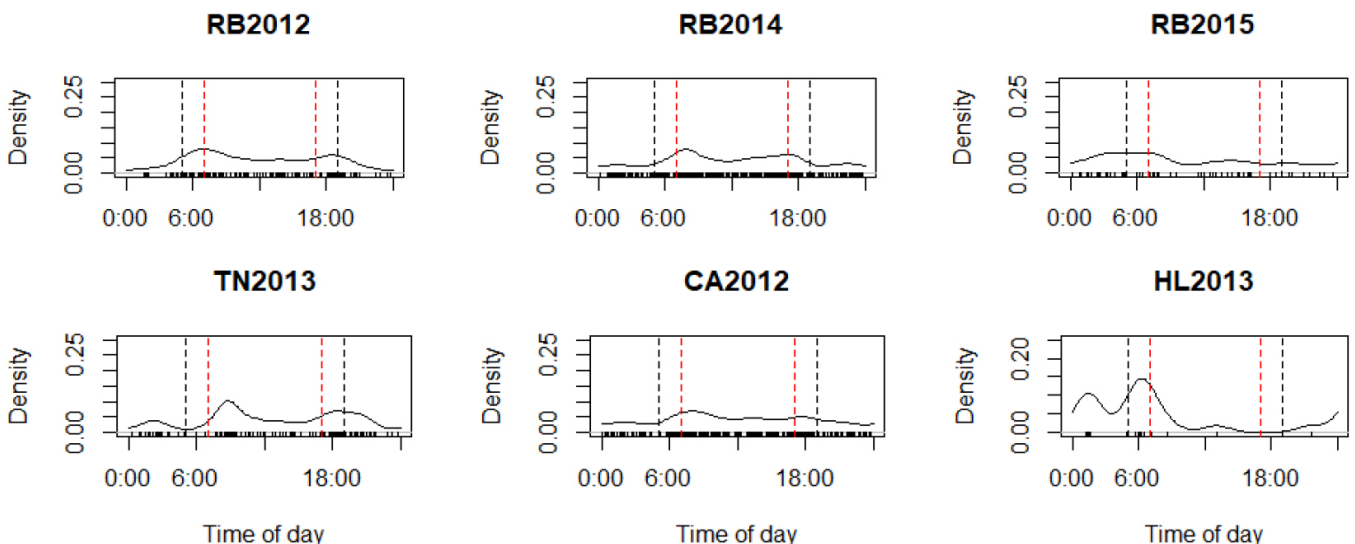 RB2012 RB2014 RB2015
Density 0.25 0.00 Density 0.25 0.00 Density 0.25 0.00
0:00 6:00 18:00 0:00 6:00 18:00 0:00 6:00 18:00
TN2013 CA2012 HL2013
Density 0.25 0.00 Density 0.25 0.00 Density 0.20 0.00
0:00 6:00 18:00 0:00 6:00 18:00 0:00 6:00 18:00
Time of day Time of day Time of day